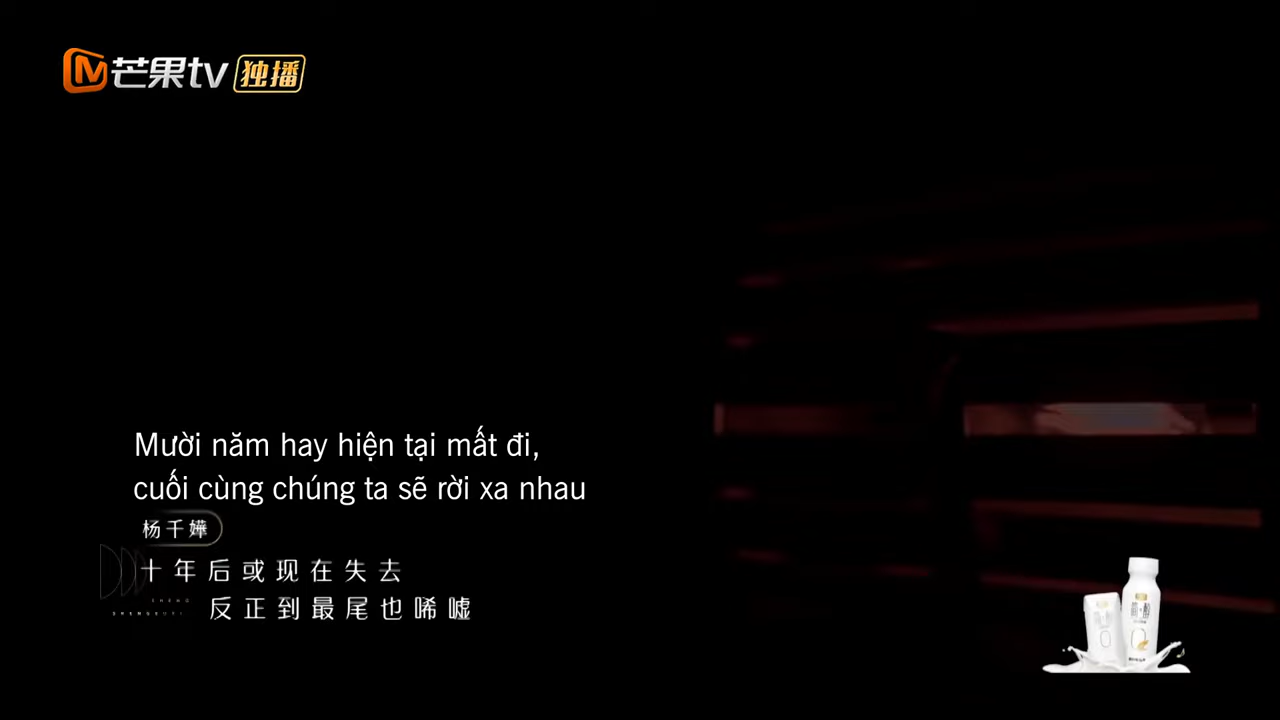 芒果tv 独播
Mười năm hay hiện tại mất đi,
cuối cùng chúng ta sẽ rời xa nhau
杨千嬅
十年后或现在失去
反正到最尾也唏嘘